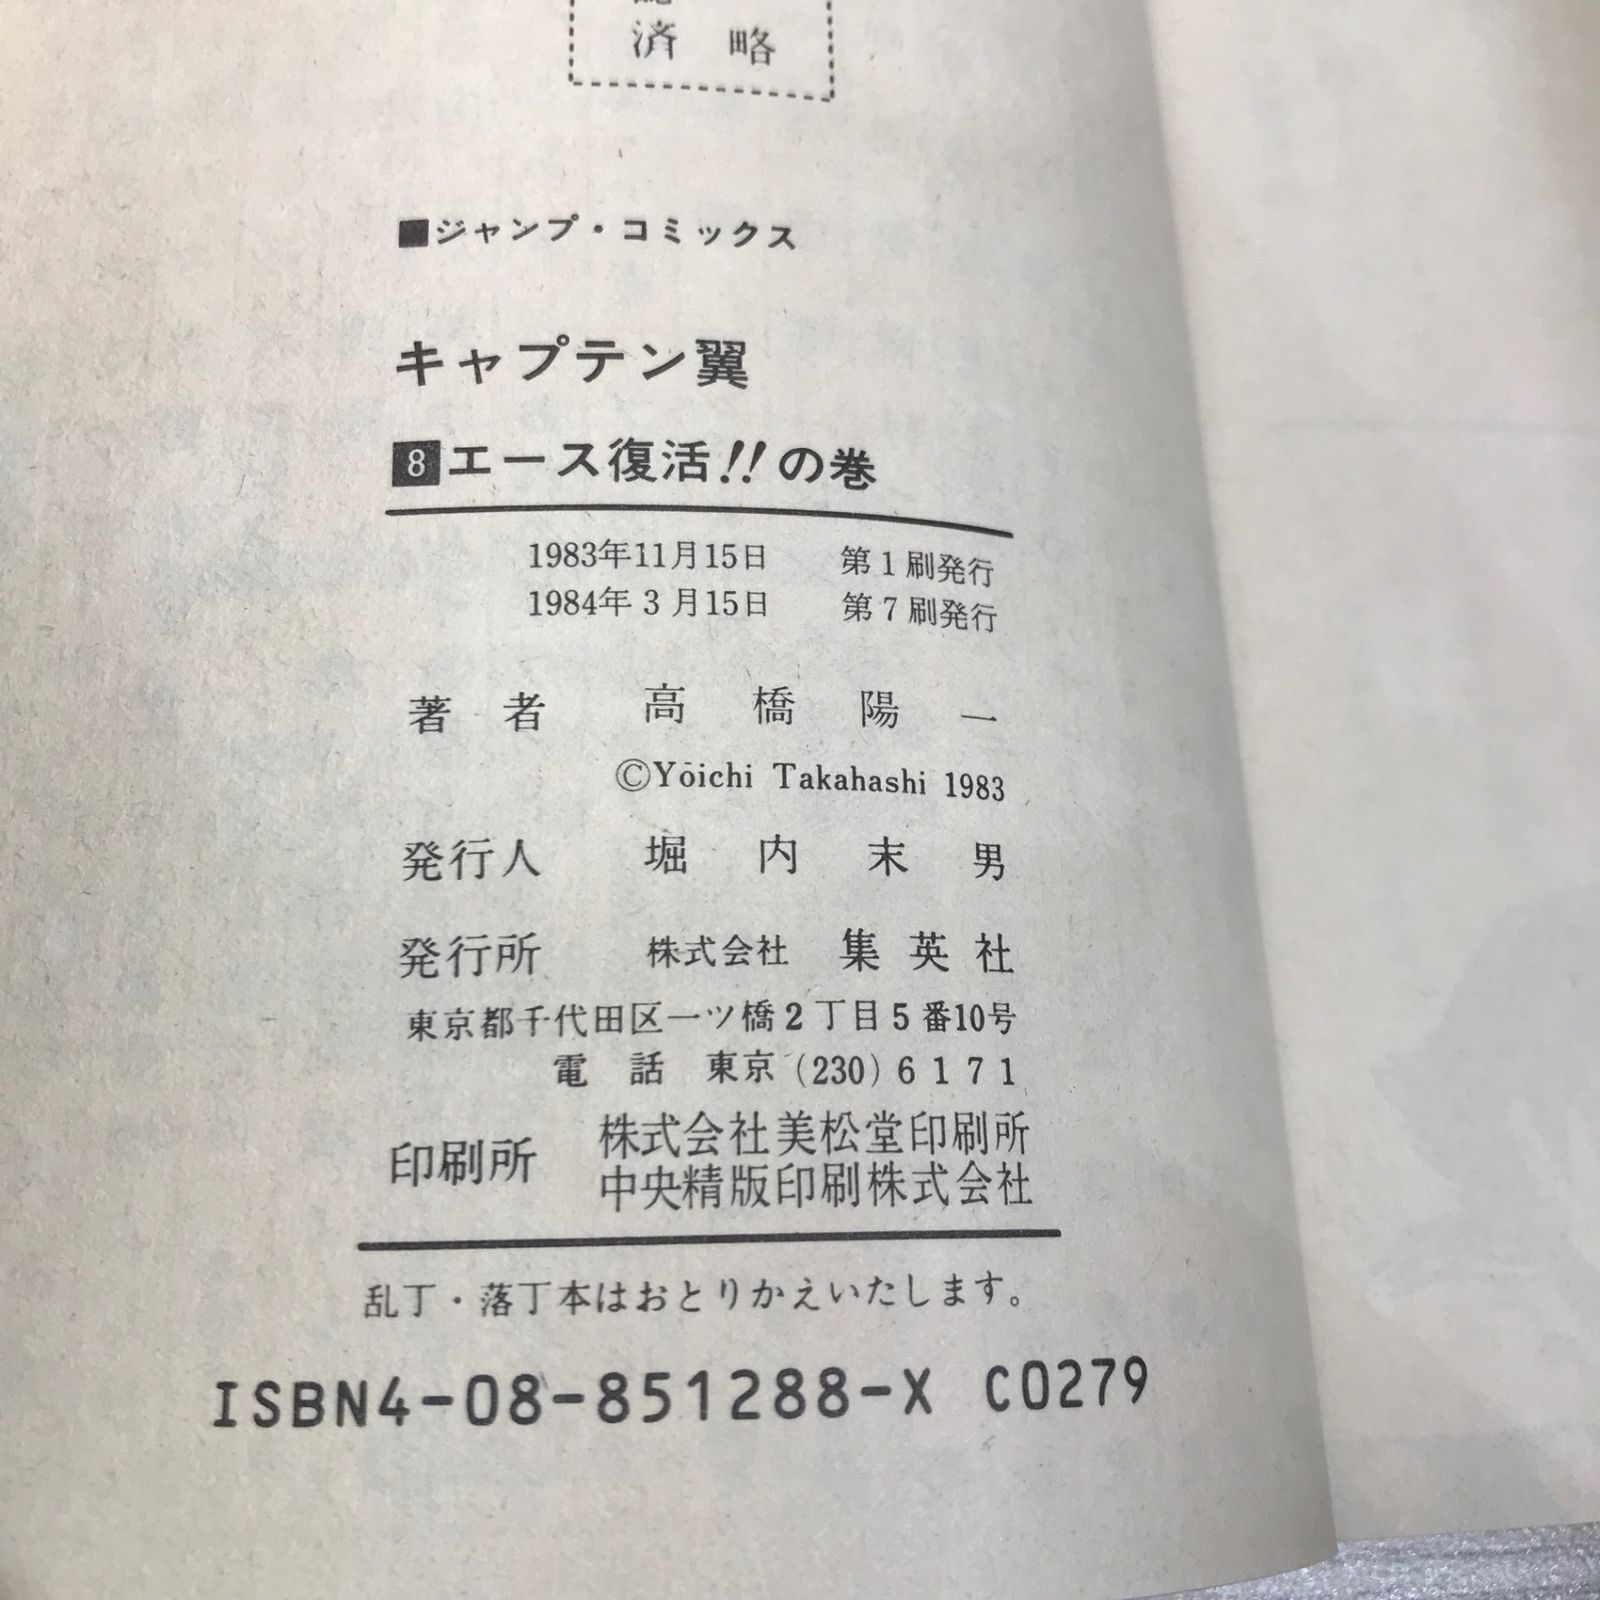 済 略
■ジャンプ・コミックス
キャプテン翼
8 エース復活!!の巻
1983年11月15日 第1刷発行
1984年3月15日 第7刷発行
著者 高橋陽一
©Yōichi Takahashi 1983
発行人 堀内末男
発行所 株式会社 集英社
東京都千代田区一ツ橋2丁目5番10号
電話 東京(230)6171
印刷所 株式会社美松堂印刷所
中央精版印刷株式会社
乱丁・落丁本はおとりかえいたします。
ISBN4-08-851288-X C0279